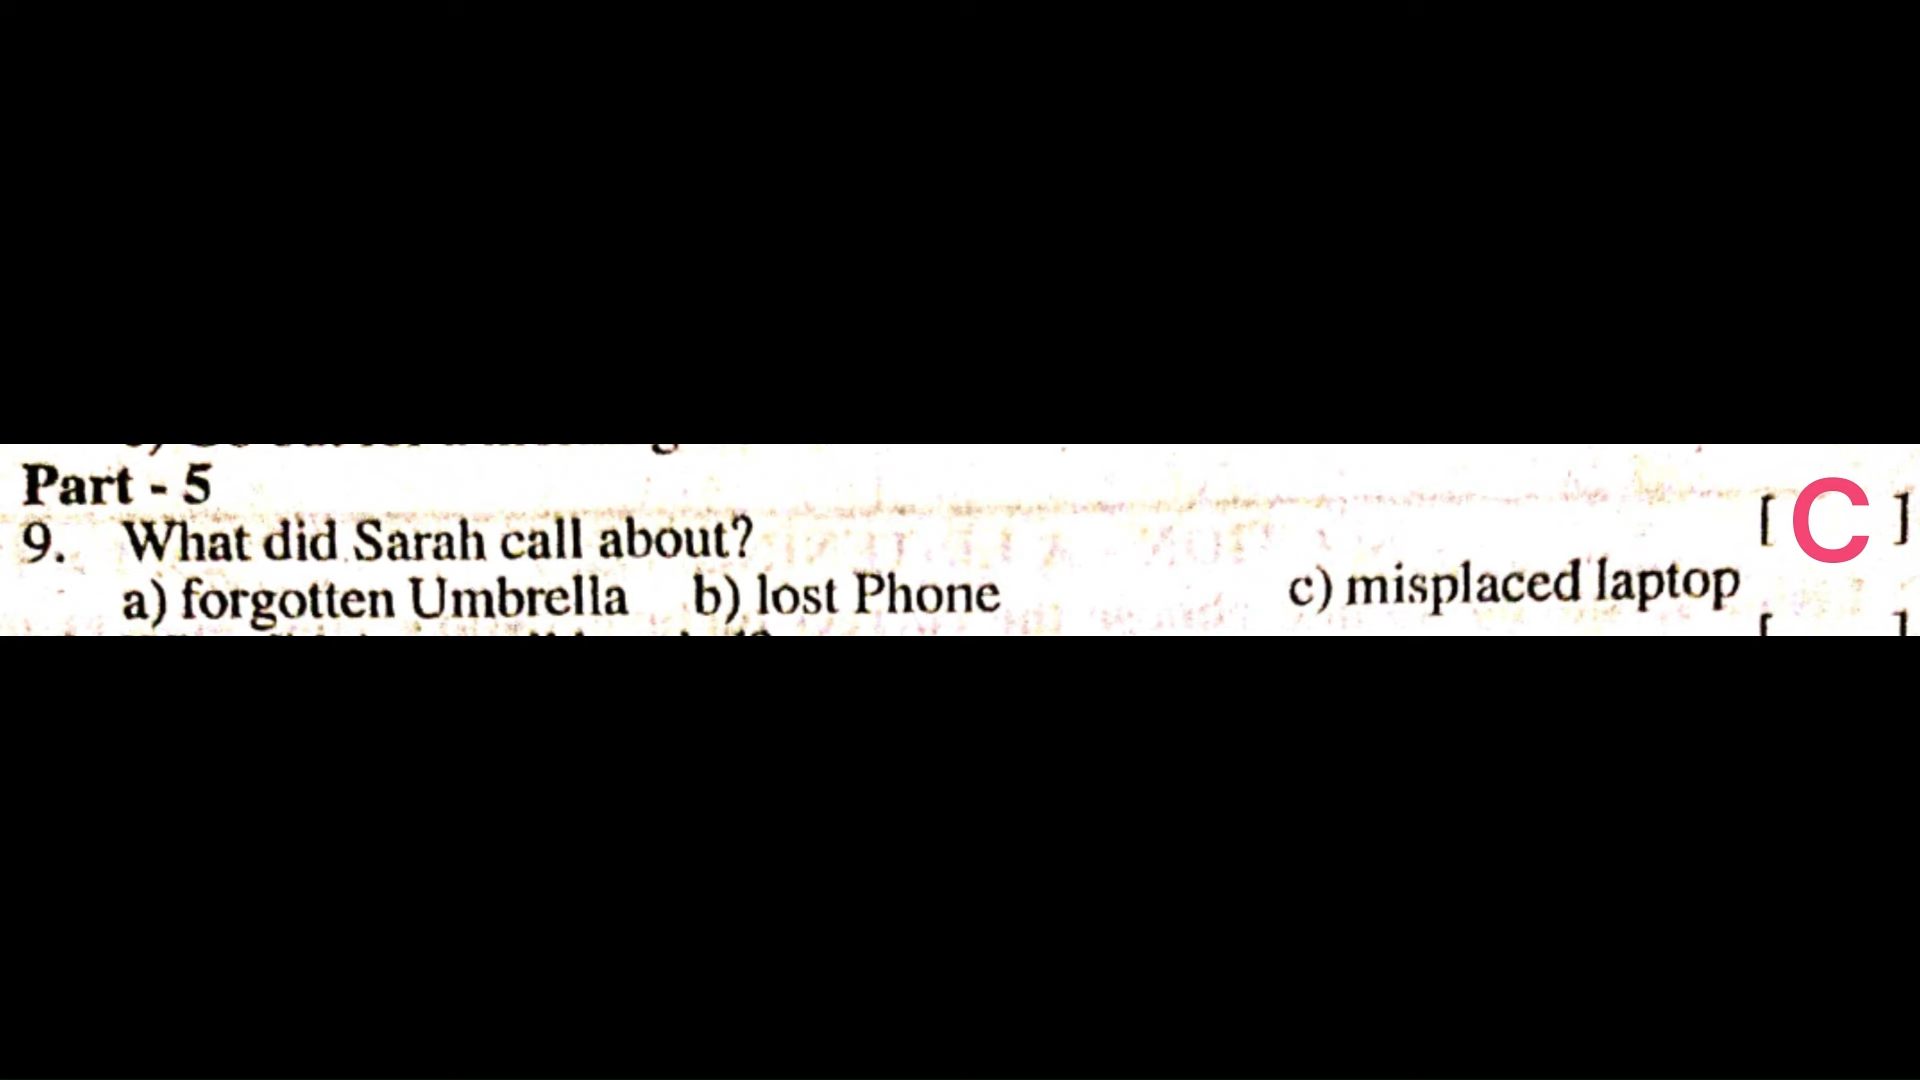 Part - 5
9. What did Sarah call about? [ C ]
a) forgotten Umbrella b) lost Phone c) misplaced laptop